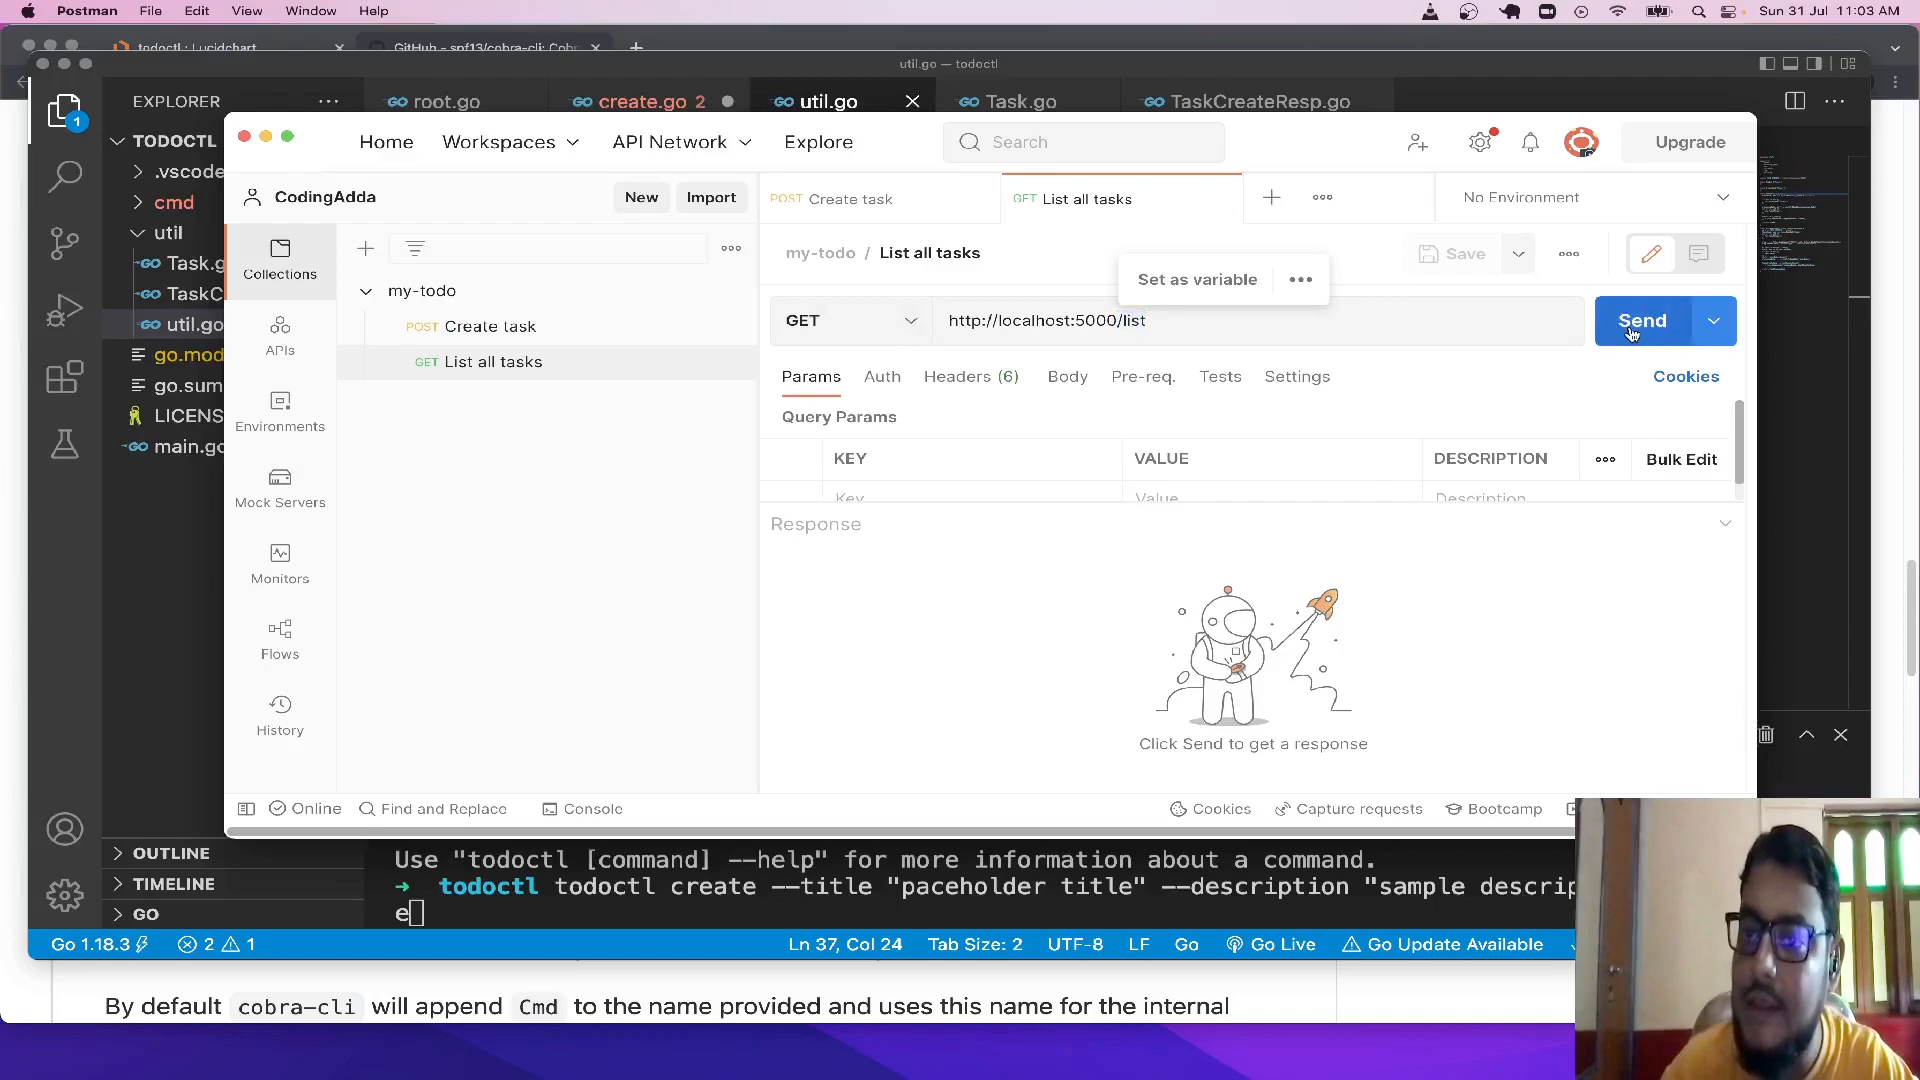 Postman File Edit View Window Help
Sun 31 Jul 11:03 AM
todoctl : Lucidchart
GitHub - spf13/cobra-cli: Cobr
util.go — todoctl
EXPLORER
root.go
create.go 2
util.go
Task.go
TaskCreateResp.go
1
TODOCTL
.vscode
cmd
util
Task.g
TaskC
util.go
go.mod
go.sum
LICENS
main.go
Home
Workspaces
API Network
Explore
Search
Upgrade
CodingAdda
New
Import
POST Create task
GET List all tasks
No Environment
Collections
APIs
Environments
Mock Servers
Monitors
Flows
History
my-todo
POST Create task
GET List all tasks
my-todo / List all tasks
Save
Set as variable
GET
http://localhost:5000/list
Send
Params Auth Headers (6) Body Pre-req. Tests Settings
Cookies
Query Params
KEY VALUE DESCRIPTION
Bulk Edit
Key Value Description
Response
Click Send to get a response
Online Find and Replace Console
Cookies Capture requests Bootcamp
OUTLINE
TIMELINE
GO
Use "todoctl [command] --help" for more information about a command.
→ todoctl todoctl create --title "paceholder title" --description "sample descrip
e
Go 1.18.3 2 1
Ln 37, Col 24 Tab Size: 2 UTF-8 LF Go Go Live Go Update Available
By default cobra-cli will append Cmd to the name provided and uses this name for the internal